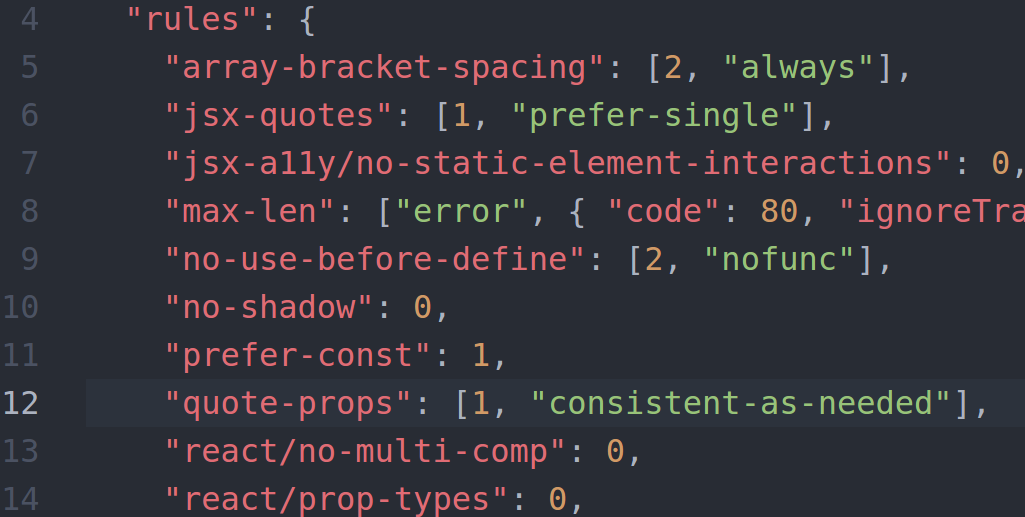 4 "rules": {
5 "array-bracket-spacing": [2, "always"],
6 "jsx-quotes": [1, "prefer-single"],
7 "jsx-a11y/no-static-element-interactions": 0,
8 "max-len": ["error", { "code": 80, "ignoreTra
9 "no-use-before-define": [2, "nofunc"],
10 "no-shadow": 0,
11 "prefer-const": 1,
12 "quote-props": [1, "consistent-as-needed"],
13 "react/no-multi-comp": 0,
14 "react/prop-types": 0,